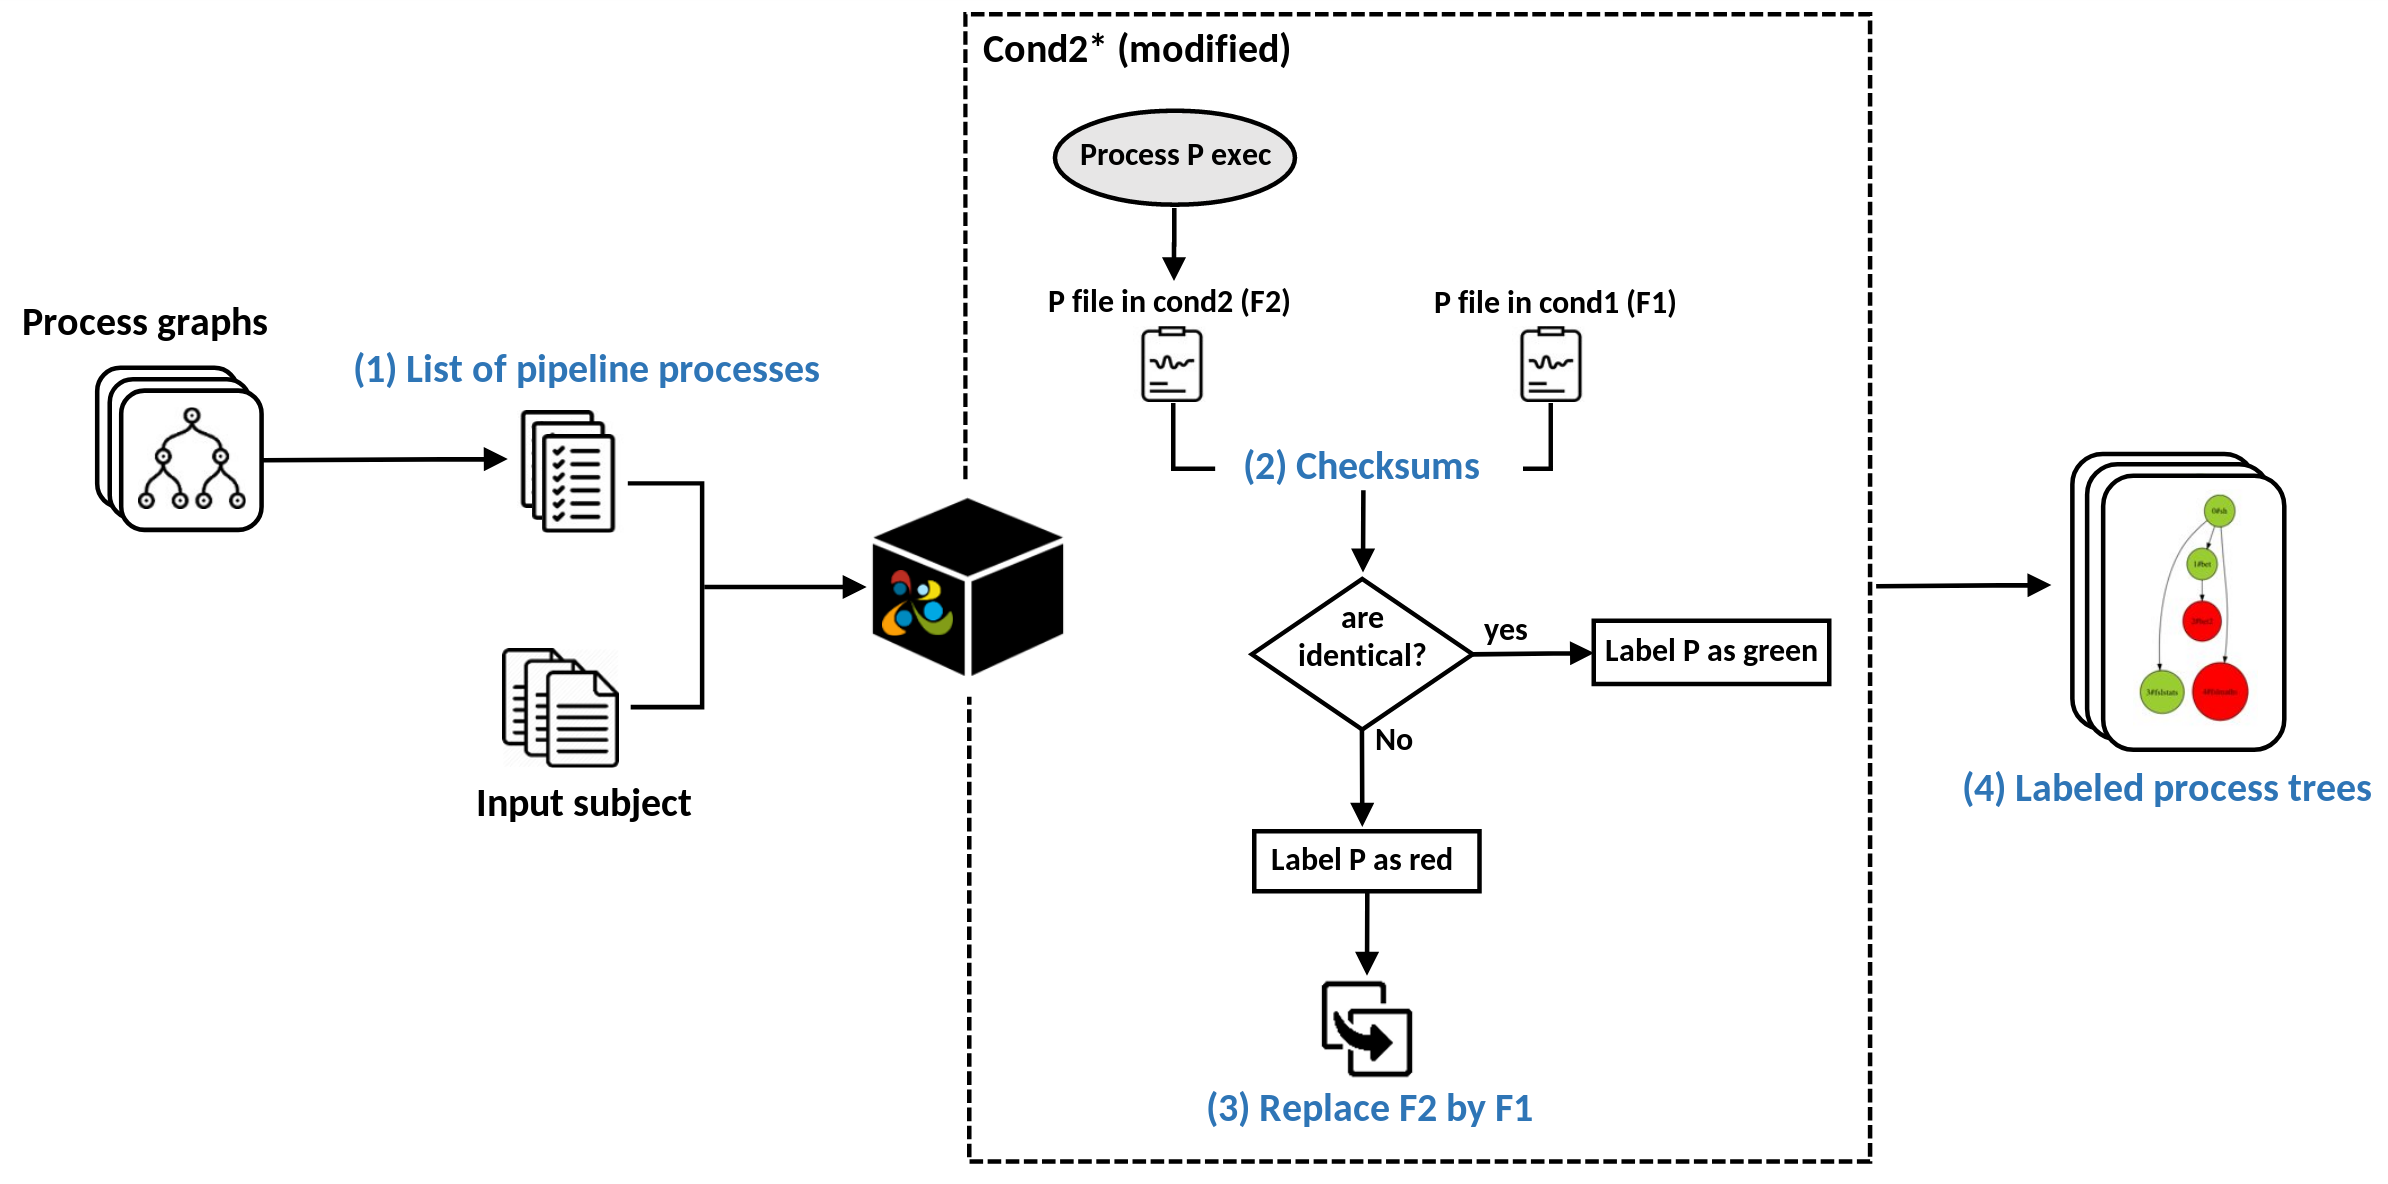 Cond2* (modified)
Process P exec
P file in cond2 (F2)
P file in cond1 (F1)
Process graphs
(1) List of pipeline processes
(2) Checksums
are
identical?
yes
Label P as green
No
Input subject
(4) Labeled process trees
Label P as red
(3) Replace F2 by F1